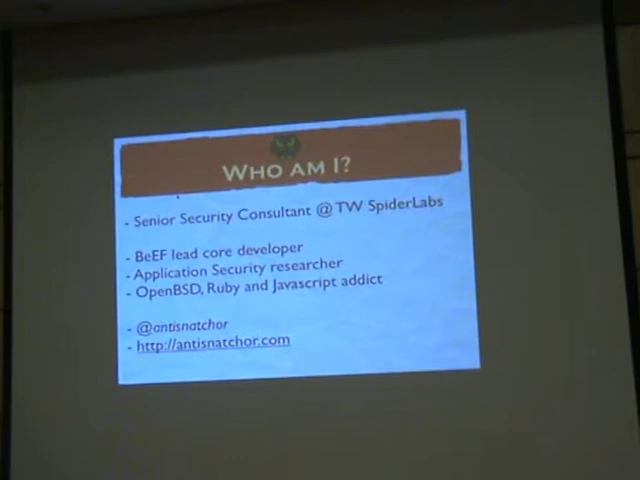 WHO AM I?
- Senior Security Consultant @ TW SpiderLabs
- BeEF lead core developer
- Application Security researcher
- OpenBSD, Ruby and Javascript addict
- @antisnatchor
- http://antisnatchor.com